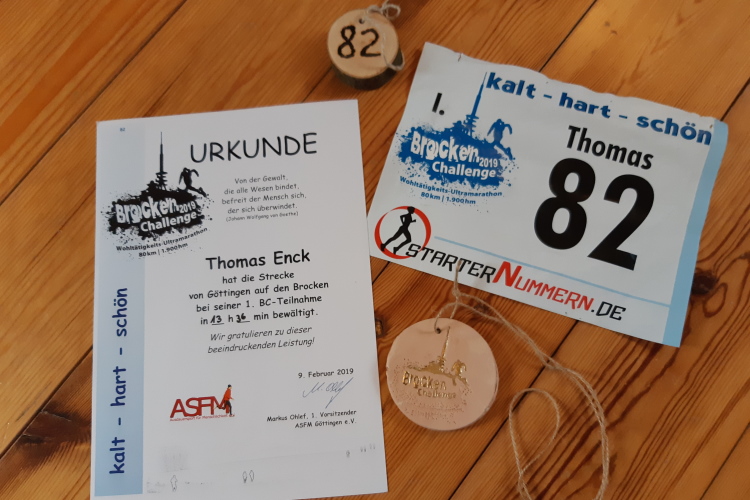 82
82
URKUNDE
Von der Gewalt,
die alle Wesen bindet,
befreit der Mensch sich,
der sich überwindet.
(Johann Wolfgang von Goethe)
Brocken 2019
Challenge
Wohltätigkeits-Ultramarathon
80km | 1.900hm
Thomas Enck
hat die Strecke
von Göttingen auf den Brocken
bei seiner 1. BC-Teilnahme
in 13 h 36 min bewältigt.
Wir gratulieren zu dieser
beeindruckenden Leistung!
9. Februar 2019
ASFM
Markus Ohlef, 1. Vorsitzender
ASFM Göttingen e.V.
kalt - hart - schön
kalt - hart - schön
I.
Thomas
82
Brocken 2019
Challenge
Wohltätigkeits-Ultramarathon
80km | 1.900hm
STARTERNUMMERN.DE
Brocken
Challenge